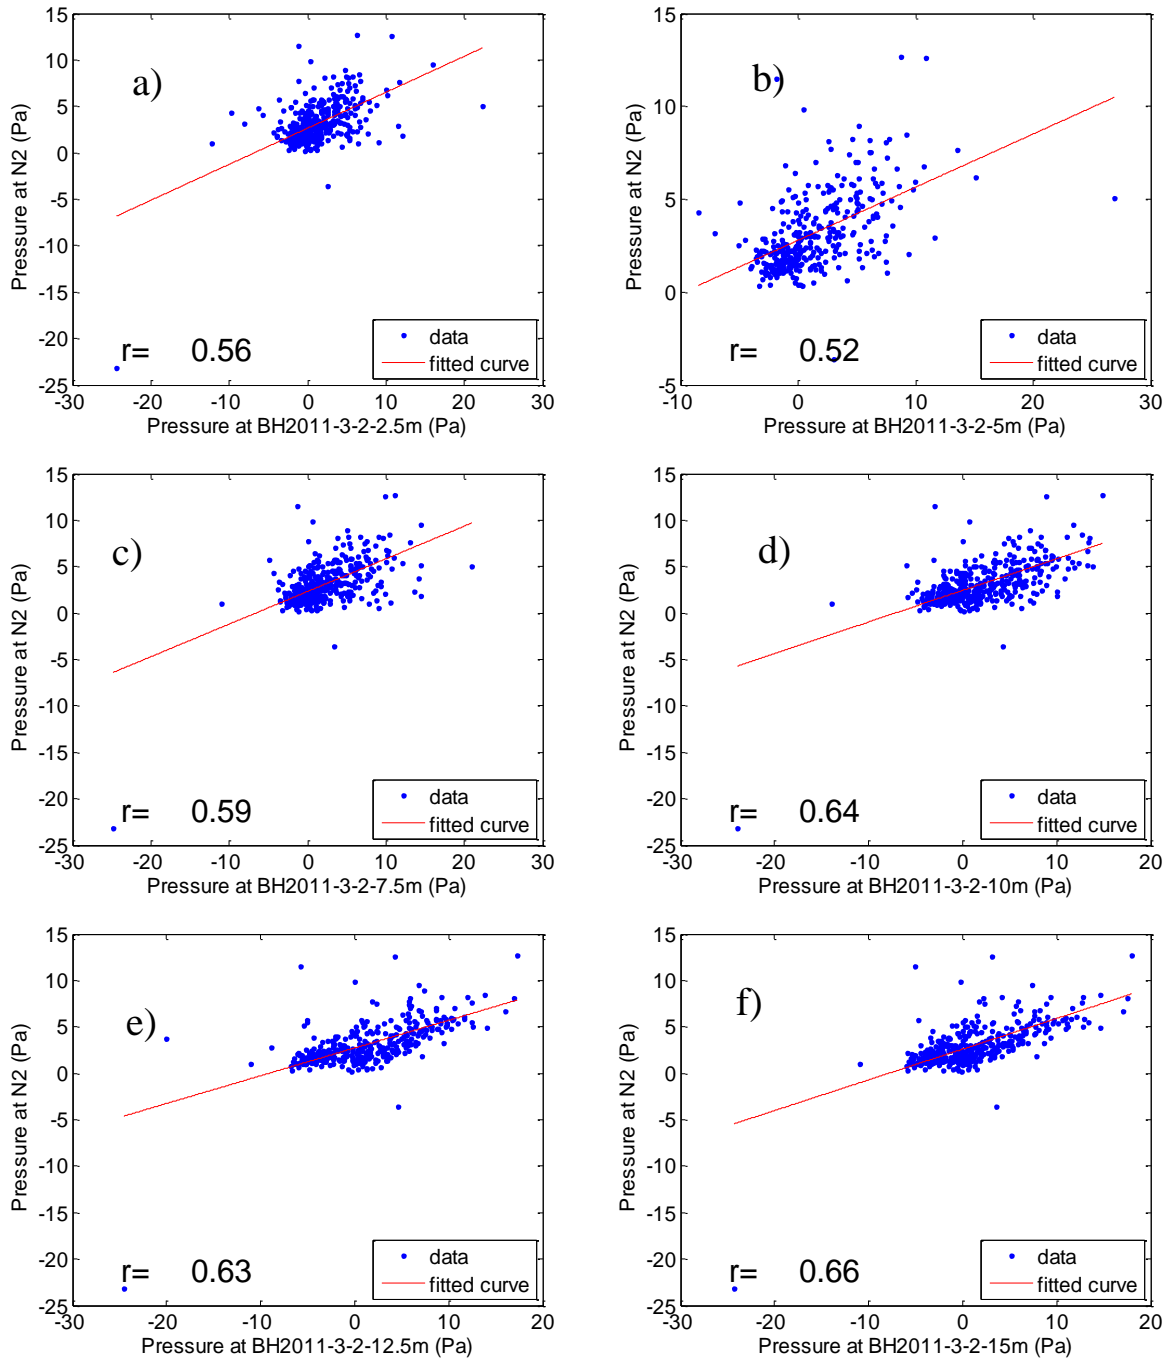 15
10
5
0
-5
-10
-15
-20
-25
Pressure at N2 (Pa)
a)
r= 0.56
data
fitted curve
-30 -20 -10 0 10 20 30
Pressure at BH2011-3-2-2.5m (Pa)
15
10
5
0
-5
Pressure at N2 (Pa)
b)
r= 0.52
data
fitted curve
-10 0 10 20 30
Pressure at BH2011-3-2-5m (Pa)
15
10
5
0
-5
-10
-15
-20
-25
Pressure at N2 (Pa)
c)
r= 0.59
data
fitted curve
-30 -20 -10 0 10 20 30
Pressure at BH2011-3-2-7.5m (Pa)
15
10
5
0
-5
-10
-15
-20
-25
Pressure at N2 (Pa)
d)
r= 0.64
data
fitted curve
-30 -20 -10 0 10 20
Pressure at BH2011-3-2-10m (Pa)
15
10
5
0
-5
-10
-15
-20
-25
Pressure at N2 (Pa)
e)
r= 0.63
data
fitted curve
-30 -20 -10 0 10 20
Pressure at BH2011-3-2-12.5m (Pa)
15
10
5
0
-5
-10
-15
-20
-25
Pressure at N2 (Pa)
f)
r= 0.66
data
fitted curve
-30 -20 -10 0 10 20
Pressure at BH2011-3-2-15m (Pa)